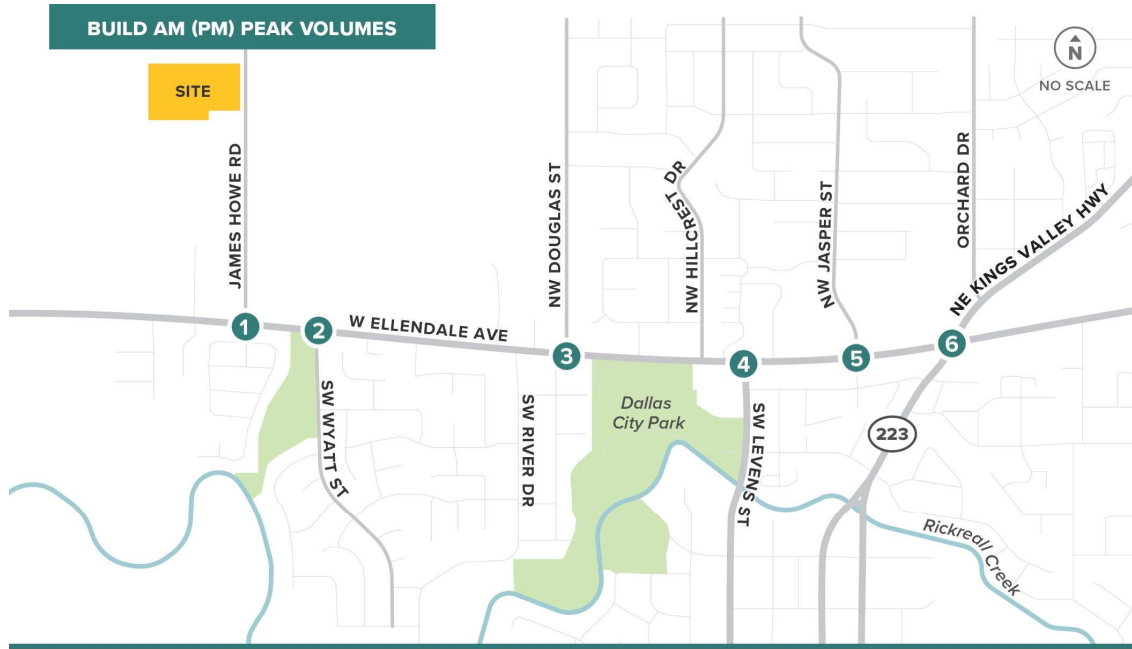 BUILD AM (PM) PEAK VOLUMES
SITE
N
NO SCALE
JAMES HOWE RD
NW DOUGLAS ST
NW HILLCREST DR
NW JASPER ST
ORCHARD DR
NE KINGS VALLEY HWY
1
2
W ELLENDALE AVE
3
4
5
6
SW WYATT ST
SW RIVER DR
Dallas
City Park
SW LEVENS ST
223
Rickreall Creek